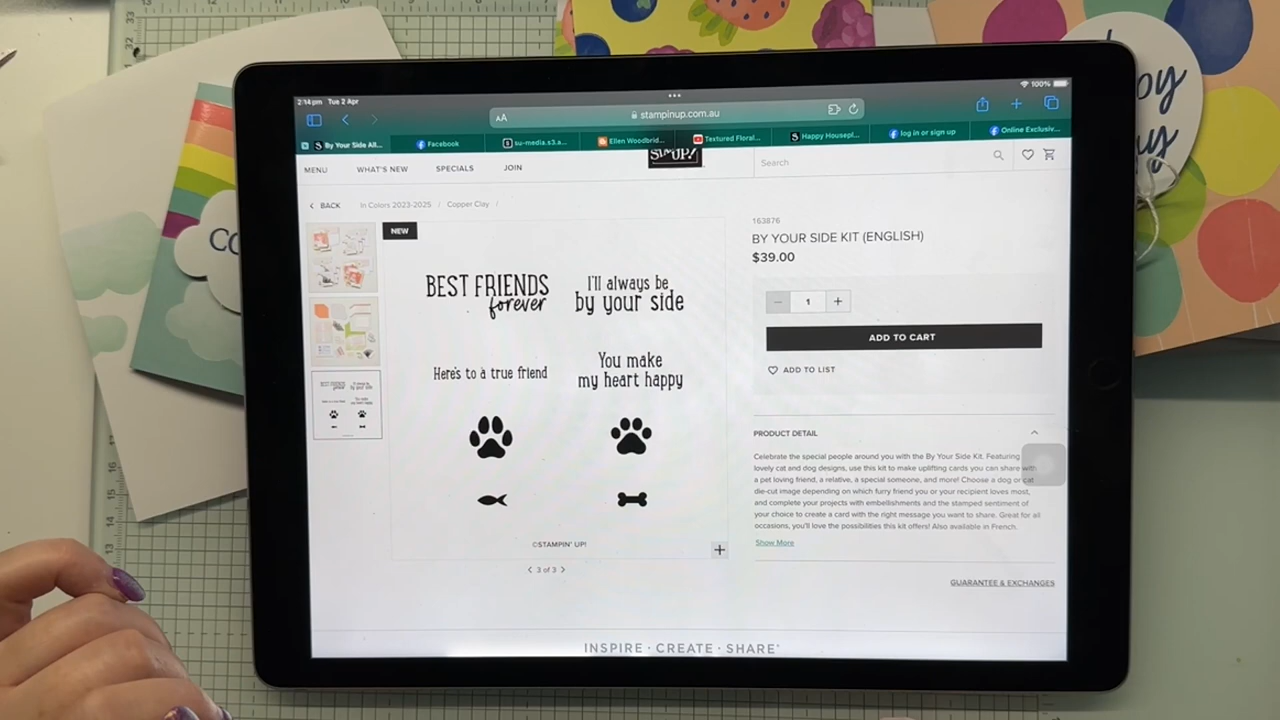 2:14pm Tue 2 Apr
100%
AA
stampinup.com.au
By Your Side All...
Facebook
su-media.s3.a...
Ellen Woodbrid...
Textured Floral...
Happy Housepl...
log in or sign up
Online Exclusiv...
MENU
WHAT'S NEW
SPECIALS
JOIN
Search
BACK
In Colors 2023-2025 / Copper Clay /
NEW
BEST FRIENDS
forever
I'll always be
by your side
Here's to a true friend
You make
my heart happy
©STAMPIN' UP!
3 of 3
163876
BY YOUR SIDE KIT (ENGLISH)
$39.00
1
ADD TO CART
ADD TO LIST
PRODUCT DETAIL
Celebrate the special people around you with the By Your Side Kit. Featuring
lovely cat and dog designs, use this kit to make uplifting cards you can share with
a pet loving friend, a relative, a special someone, and more! Choose a dog or cat
die-cut image depending on which furry friend you or your recipient loves most,
and complete your projects with embellishments and the stamped sentiment of
your choice to create a card with the right message you want to share. Great for all
occasions, you'll love the possibilities this kit offers! Also available in French.
Show More
GUARANTEE & EXCHANGES
INSPIRE · CREATE · SHARE
33
32
17
16
15
14
13